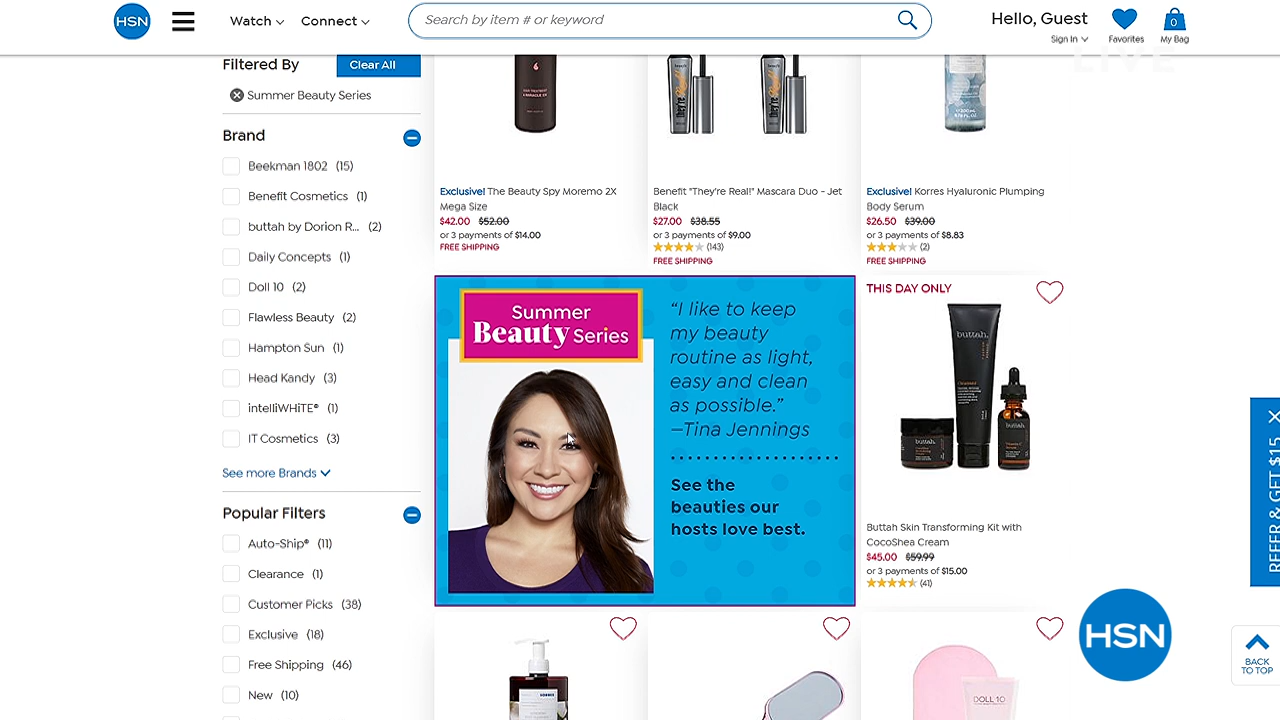 HSN
Watch
Connect
Search by item # or keyword
Hello, Guest
Sign In
Favorites
0
My Bag
LIVE
Filtered By
Clear All
Summer Beauty Series
Brand
Beekman 1802 (15)
Benefit Cosmetics (1)
buttah by Dorion R... (2)
Daily Concepts (1)
Doll 10 (2)
Flawless Beauty (2)
Hampton Sun (1)
Head Kandy (3)
intelliWHiTE® (1)
IT Cosmetics (3)
See more Brands
Popular Filters
Auto-Ship® (11)
Clearance (1)
Customer Picks (38)
Exclusive (18)
Free Shipping (46)
New (10)
Exclusive! The Beauty Spy Moremo 2X
Mega Size
$42.00 $52.00
or 3 payments of $14.00
FREE SHIPPING
Benefit "They're Real!" Mascara Duo - Jet
Black
$27.00 $38.55
or 3 payments of $9.00
(143)
FREE SHIPPING
Exclusive! Korres Hyaluronic Plumping
Body Serum
$26.50 $39.00
or 3 payments of $8.83
(2)
FREE SHIPPING
Summer
Beauty Series
“I like to keep
my beauty
routine as light,
easy and clean
as possible.”
–Tina Jennings
See the
beauties our
hosts love best.
THIS DAY ONLY
buttah.
Cleanser
buttah.
buttah.
Buttah Skin Transforming Kit with
CocoShea Cream
$45.00 $59.99
or 3 payments of $15.00
(41)
KORRES
DOLL 10
REFER & GET $15
HSN
BACK
TO TOP